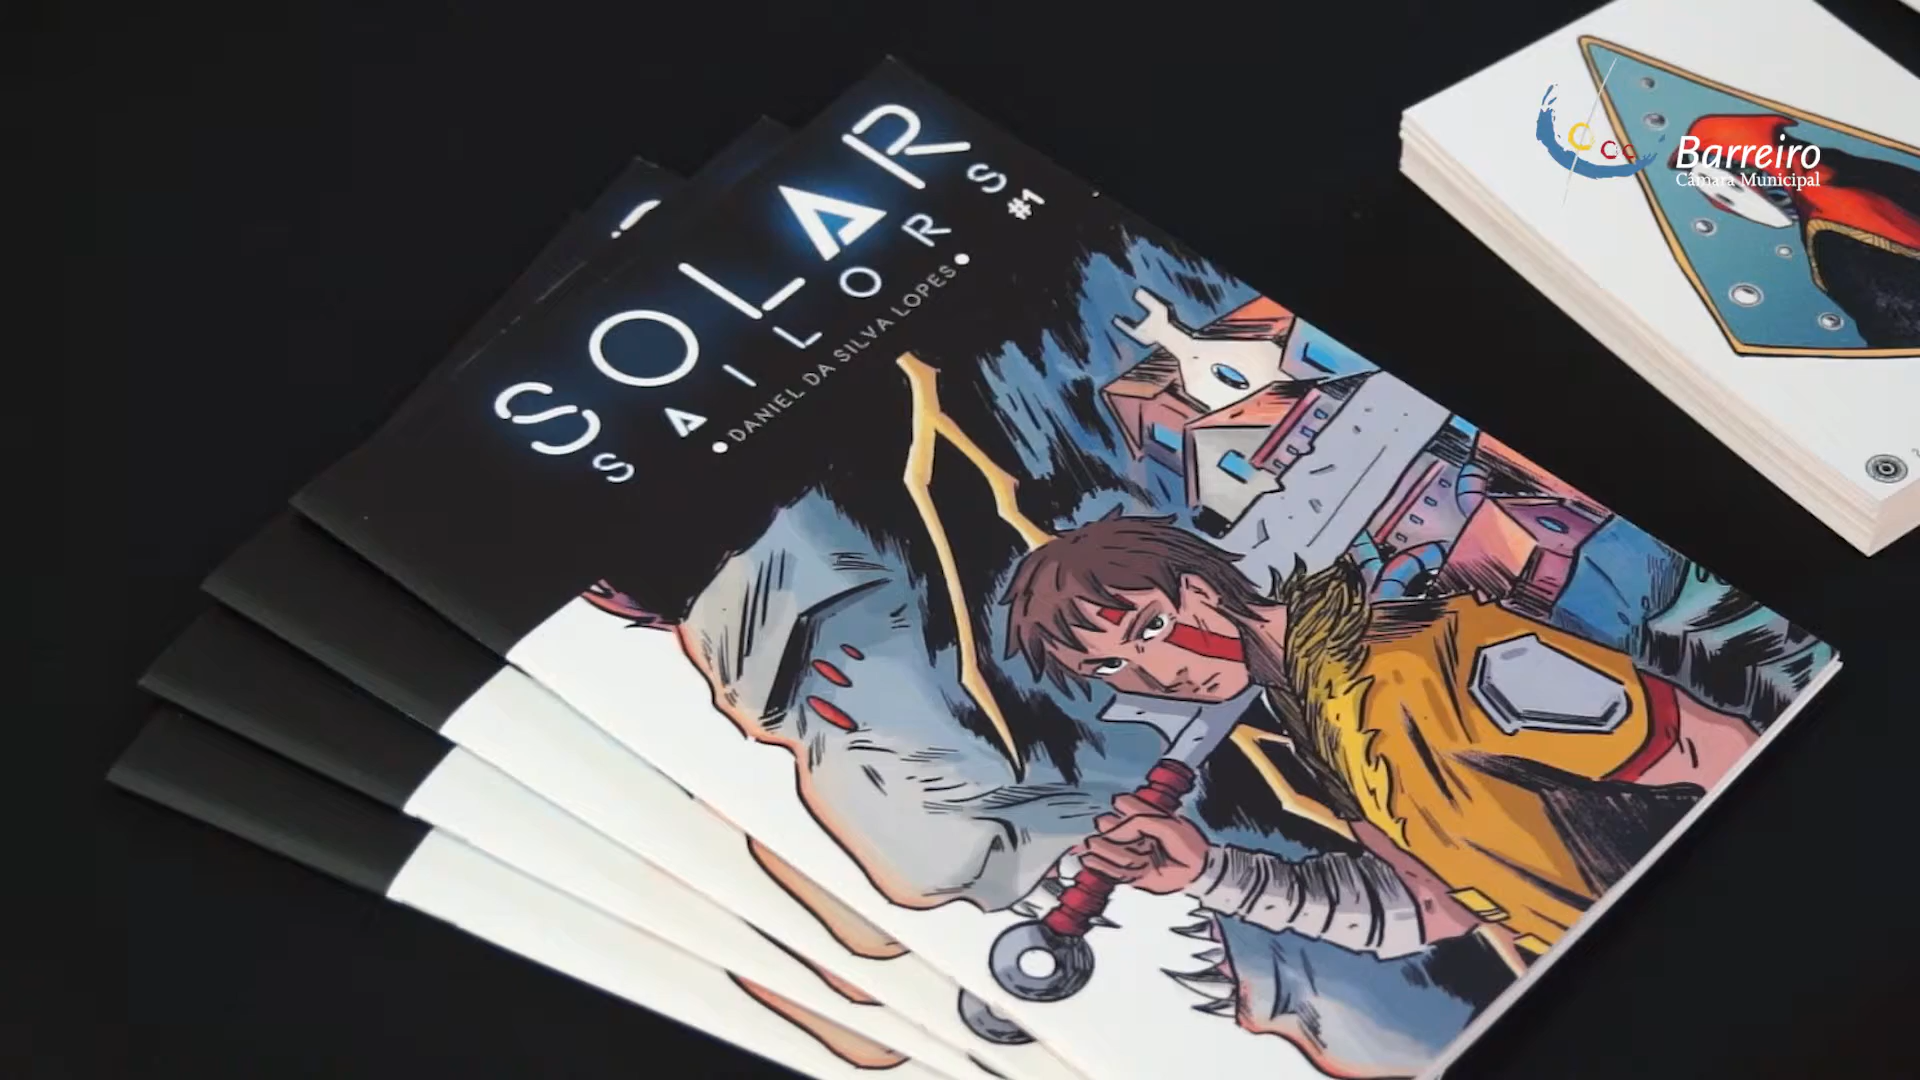 SOLAR
SAILORS
#1
•DANIEL DA SILVA LOPES•
Barreiro
Câmara Municipal